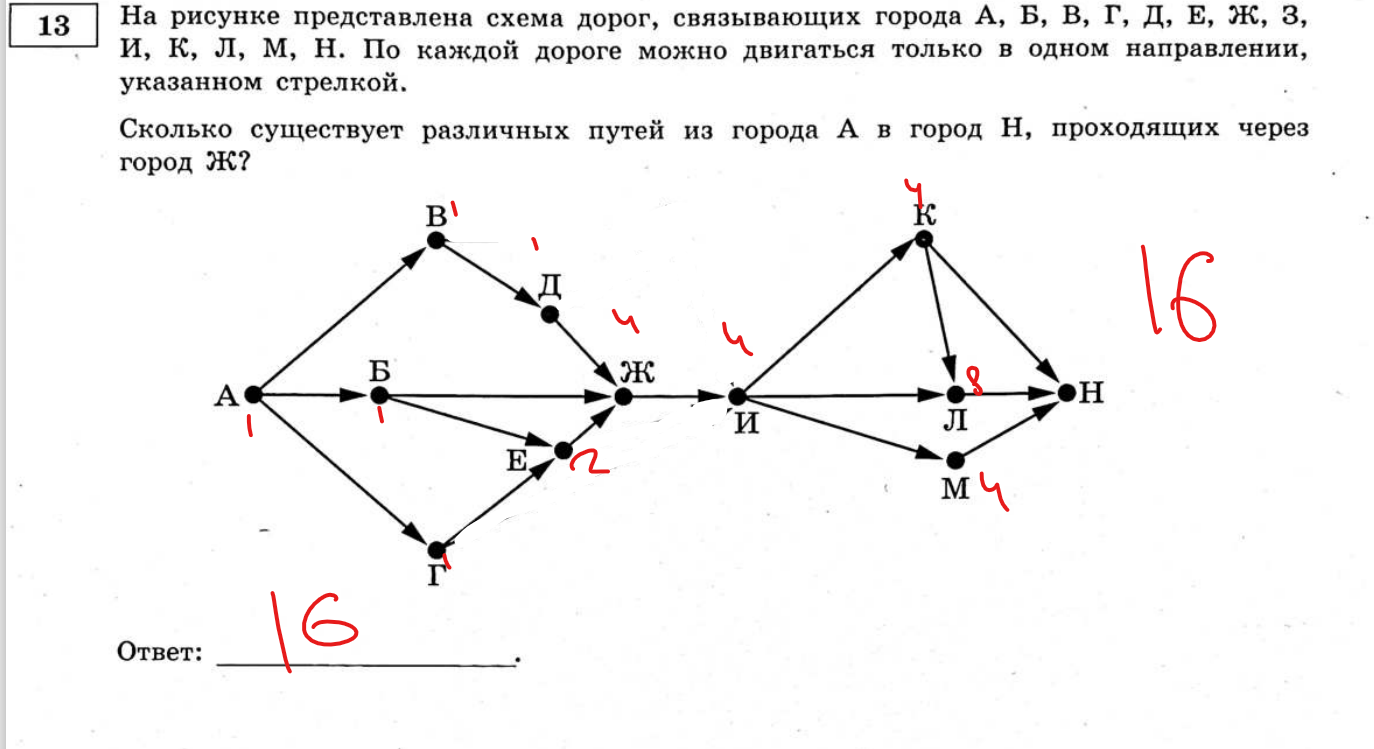 13
На рисунке представлена схема дорог, связывающих города А, Б, В, Г, Д, Е, Ж, З,
И, К, Л, М, Н. По каждой дороге можно двигаться только в одном направлении,
указанном стрелкой.
Сколько существует различных путей из города А в город Н, проходящих через
город Ж?
4
В 1
К
1
Д
16
4
4
Б
Ж
8
А
Н
1
1
И
Л
Е
2
М 4
1
Г
16
Ответ: .